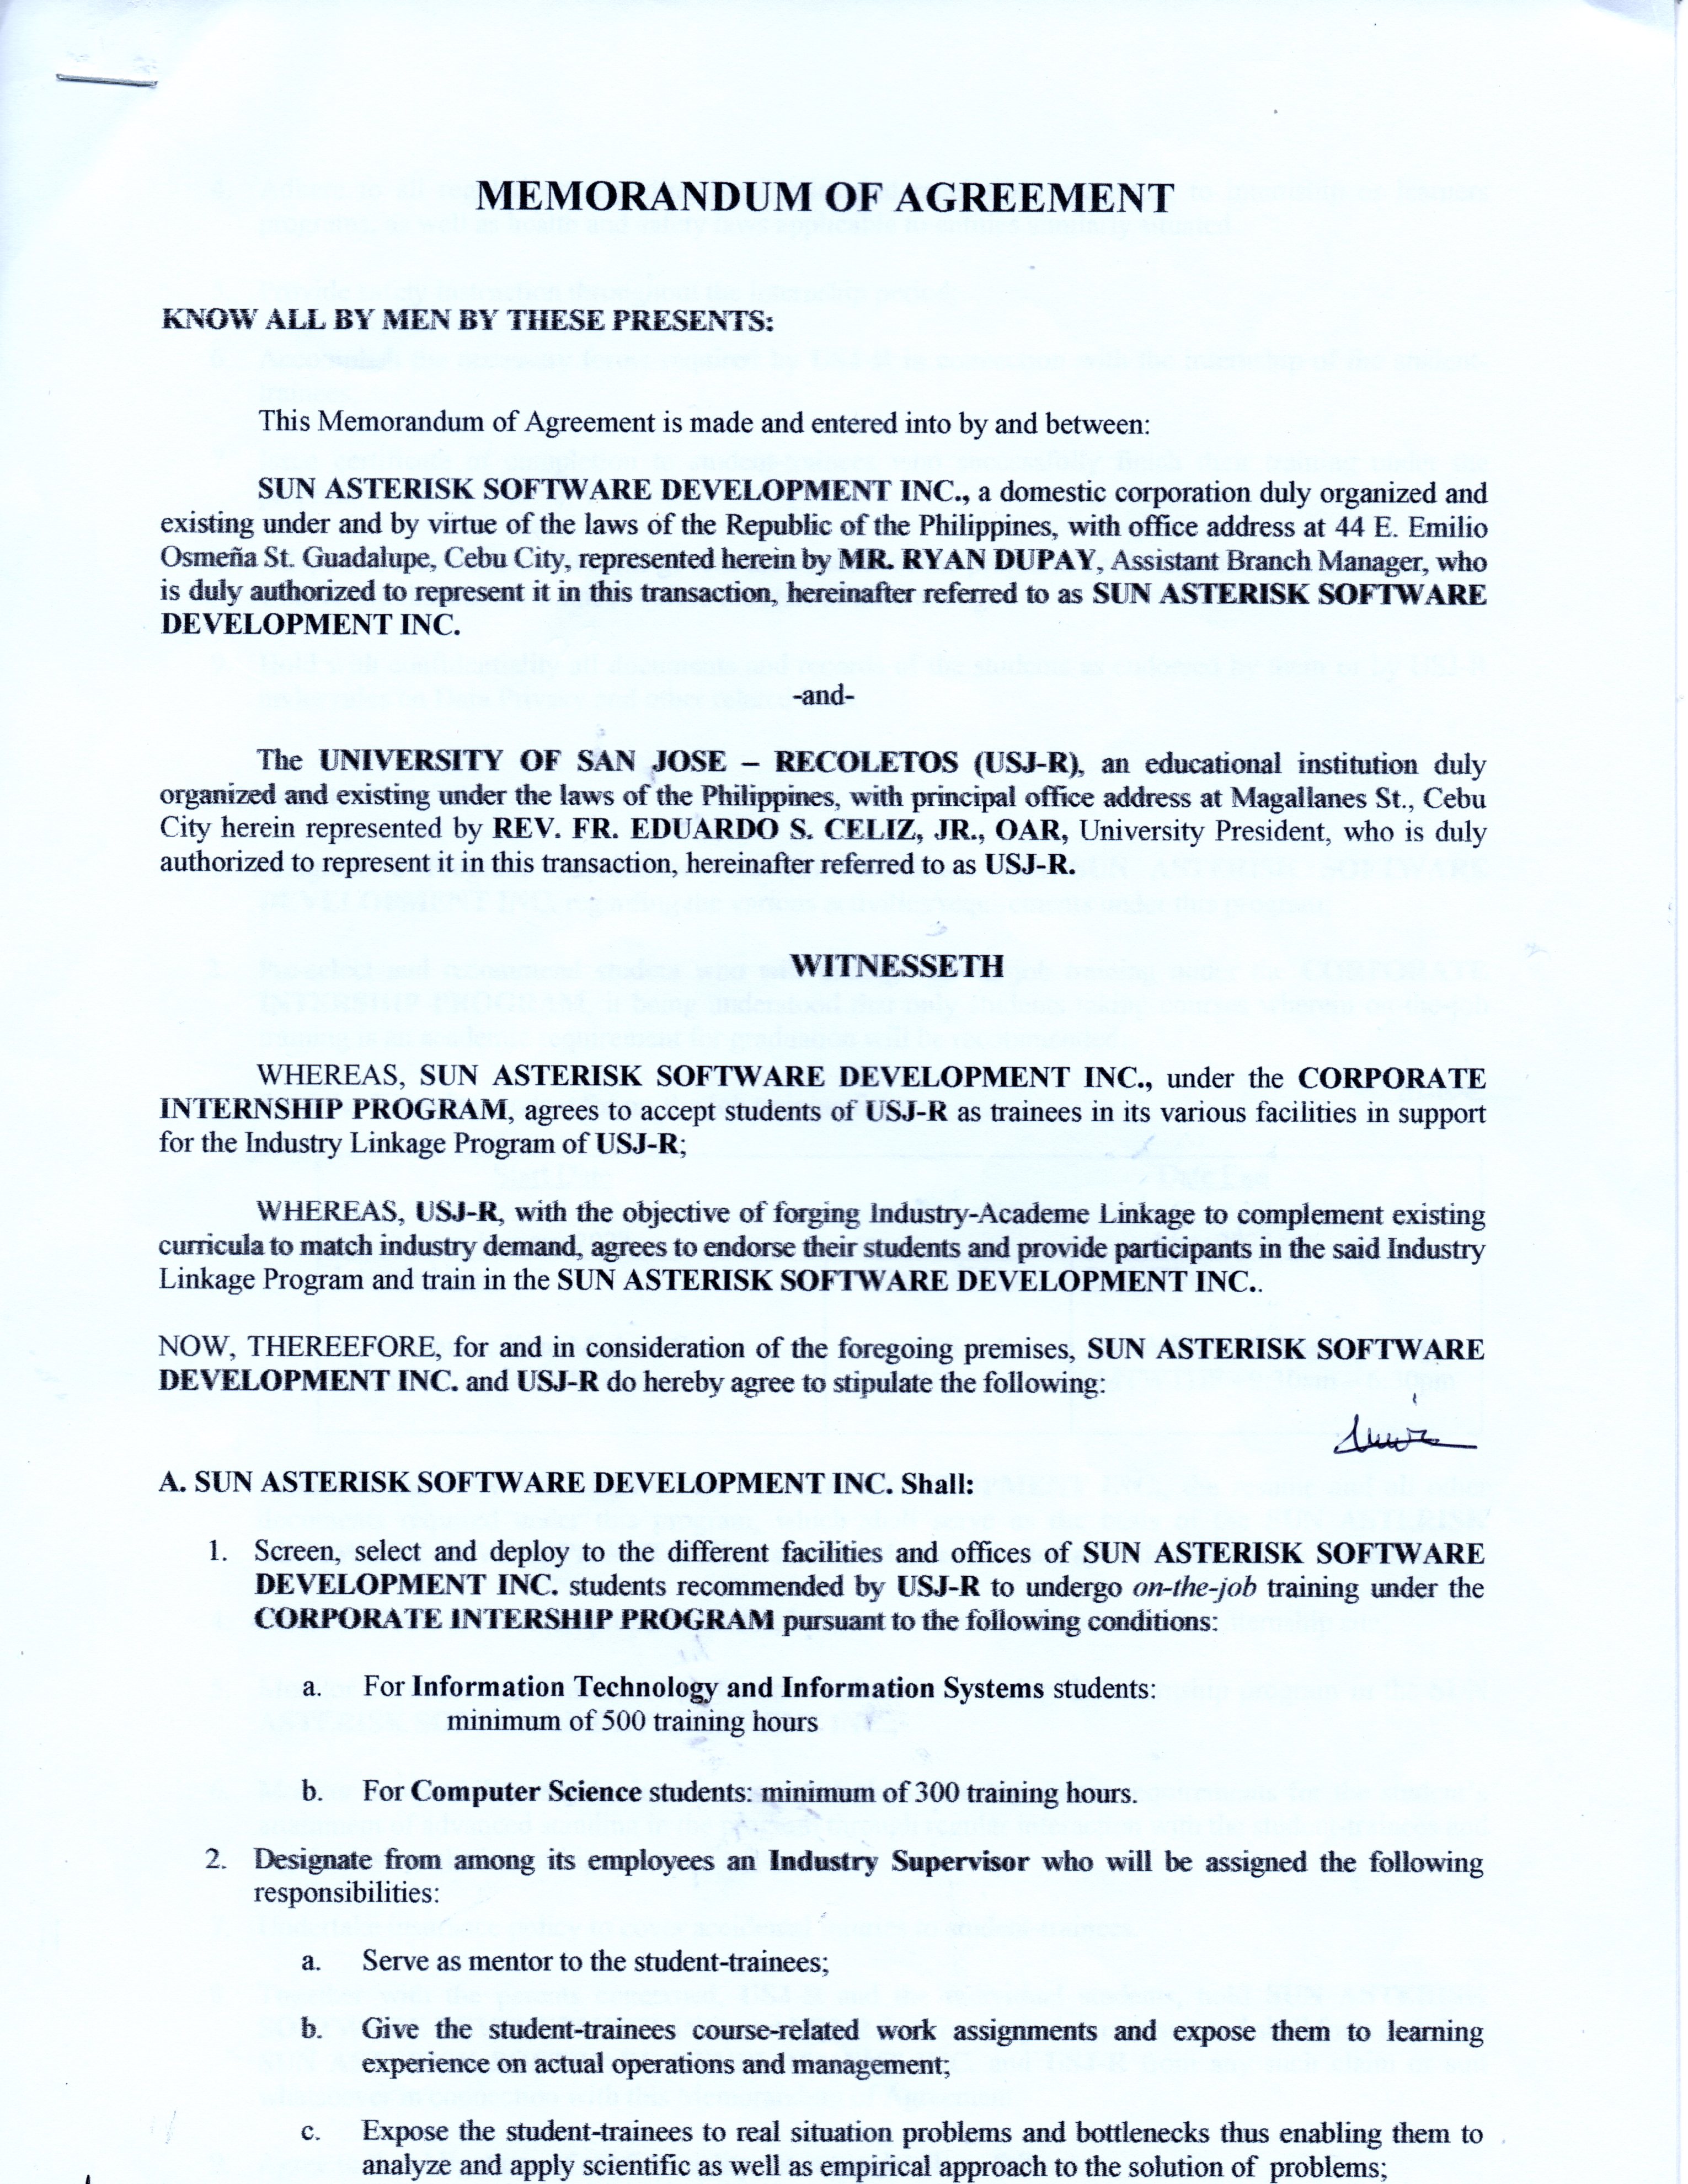 MEMORANDUM OF AGREEMENT
KNOW ALL BY MEN BY THESE PRESENTS:
This Memorandum of Agreement is made and entered into by and between:
SUN ASTERISK SOFTWARE DEVELOPMENT INC., a domestic corporation duly organized and
existing under and by virtue of the laws of the Republic of the Philippines, with office address at 44 E. Emilio
Osmeña St. Guadalupe, Cebu City, represented herein by MR. RYAN DUPAY, Assistant Branch Manager, who
is duly authorized to represent it in this transaction, hereinafter referred to as SUN ASTERISK SOFTWARE
DEVELOPMENT INC.
-and-
The UNIVERSITY OF SAN JOSE – RECOLETOS (USJ-R), an educational institution duly
organized and existing under the laws of the Philippines, with principal office address at Magallanes St., Cebu
City herein represented by REV. FR. EDUARDO S. CELIZ, JR., OAR, University President, who is duly
authorized to represent it in this transaction, hereinafter referred to as USJ-R.
WITNESSETH
WHEREAS, SUN ASTERISK SOFTWARE DEVELOPMENT INC., under the CORPORATE
INTERNSHIP PROGRAM, agrees to accept students of USJ-R as trainees in its various facilities in support
for the Industry Linkage Program of USJ-R;
WHEREAS, USJ-R, with the objective of forging Industry-Academe Linkage to complement existing
curricula to match industry demand, agrees to endorse their students and provide participants in the said Industry
Linkage Program and train in the SUN ASTERISK SOFTWARE DEVELOPMENT INC..
NOW, THEREEFORE, for and in consideration of the foregoing premises, SUN ASTERISK SOFTWARE
DEVELOPMENT INC. and USJ-R do hereby agree to stipulate the following:
A. SUN ASTERISK SOFTWARE DEVELOPMENT INC. Shall:
1. Screen, select and deploy to the different facilities and offices of SUN ASTERISK SOFTWARE
DEVELOPMENT INC. students recommended by USJ-R to undergo on-the-job training under the
CORPORATE INTERSHIP PROGRAM pursuant to the following conditions:
a. For Information Technology and Information Systems students:
minimum of 500 training hours
b. For Computer Science students: minimum of 300 training hours.
2. Designate from among its employees an Industry Supervisor who will be assigned the following
responsibilities:
a. Serve as mentor to the student-trainees;
b. Give the student-trainees course-related work assignments and expose them to learning
experience on actual operations and management;
c. Expose the student-trainees to real situation problems and bottlenecks thus enabling them to
analyze and apply scientific as well as empirical approach to the solution of problems;